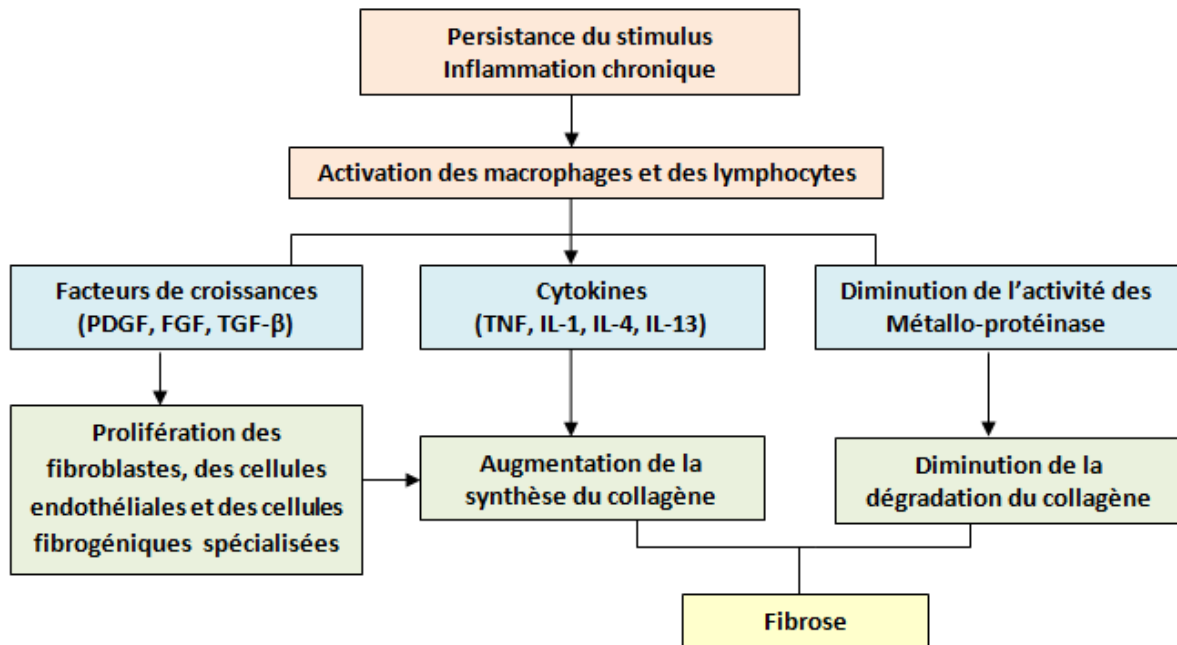 Persistance du stimulus
Inflammation chronique
Activation des macrophages et des lymphocytes
Facteurs de croissances
(PDGF, FGF, TGF-β)
Cytokines
(TNF, IL-1, IL-4, IL-13)
Diminution de l’activité des
Métallo-protéinase
Prolifération des
fibroblastes, des cellules
endothéliales et des cellules
fibrogéniques spécialisées
Augmentation de la
synthèse du collagène
Diminution de la
dégradation du collagène
Fibrose